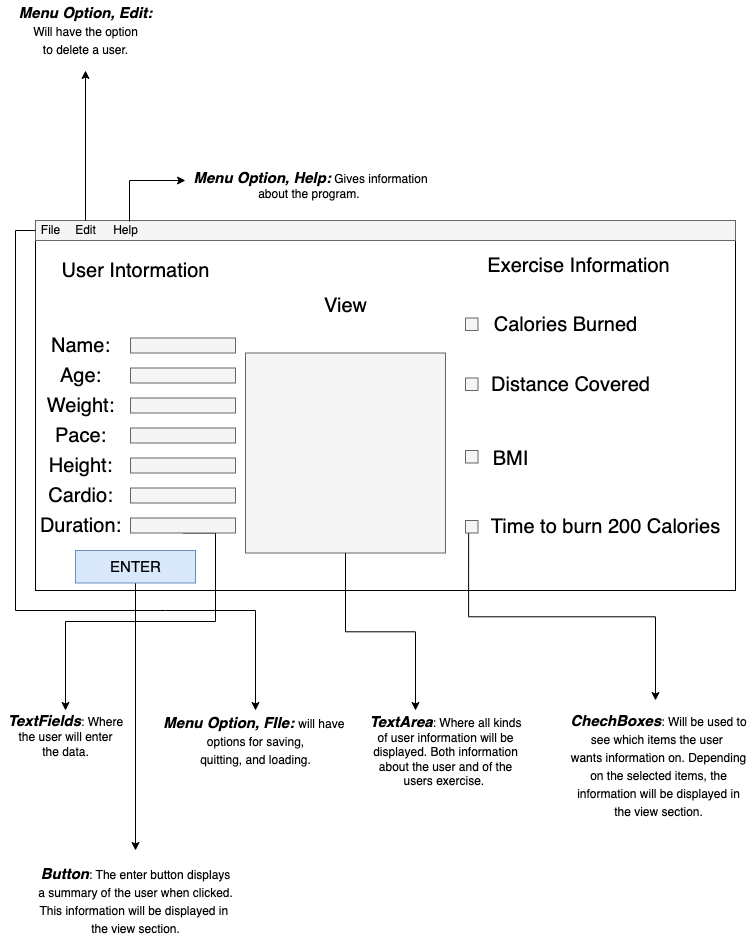 Menu Option, Edit:
Will have the option
to delete a user.
Menu Option, Help: Gives information
about the program.
File Edit Help
User Intormation
Exercise Information
View
Name:
Age:
Weight:
Pace:
Height:
Cardio:
Duration:
ENTER
Calories Burned
Distance Covered
BMI
Time to burn 200 Calories
TextFields: Where
the user will enter
the data.
Menu Option, FIle: will have
options for saving,
quitting, and loading.
TextArea: Where all kinds
of user information will be
displayed. Both information
about the user and of the
users exercise.
ChechBoxes: Will be used to
see which items the user
wants information on. Depending
on the selected items, the
information will be displayed in
the view section.
Button: The enter button displays
a summary of the user when clicked.
This information will be displayed in
the view section.